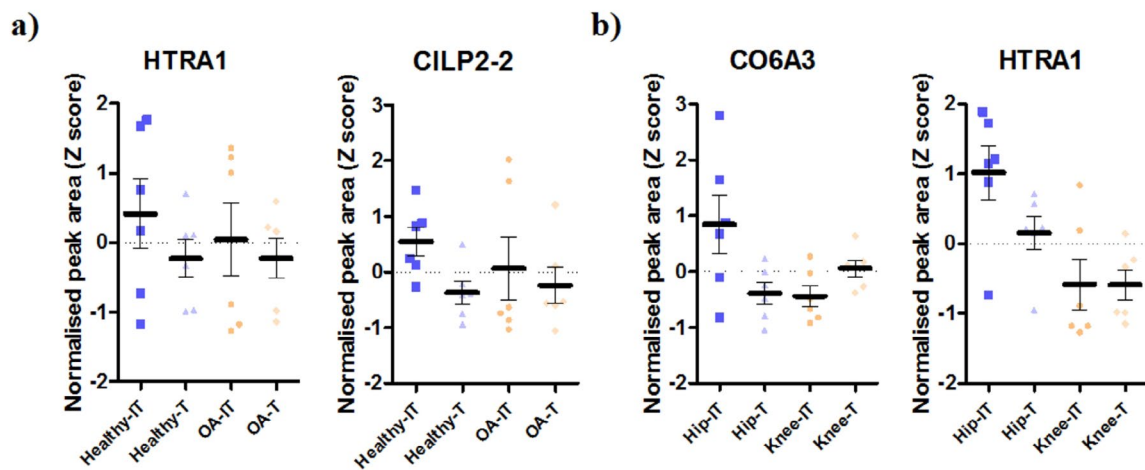 a)
HTRA1
Normalised peak area (Z score)
2
1
0
-1
-2
Healthy-IT
Healthy-T
OA-IT
OA-T
CILP2-2
Normalised peak area (Z score)
3
2
1
0
-1
-2
Healthy-IT
Healthy-T
OA-IT
OA-T
b)
CO6A3
Normalised peak area (Z score)
3
2
1
0
-1
-2
Hip-IT
Hip-T
Knee-IT
Knee-T
HTRA1
Normalised peak area (Z score)
2
1
0
-1
-2
Hip-IT
Hip-T
Knee-IT
Knee-T